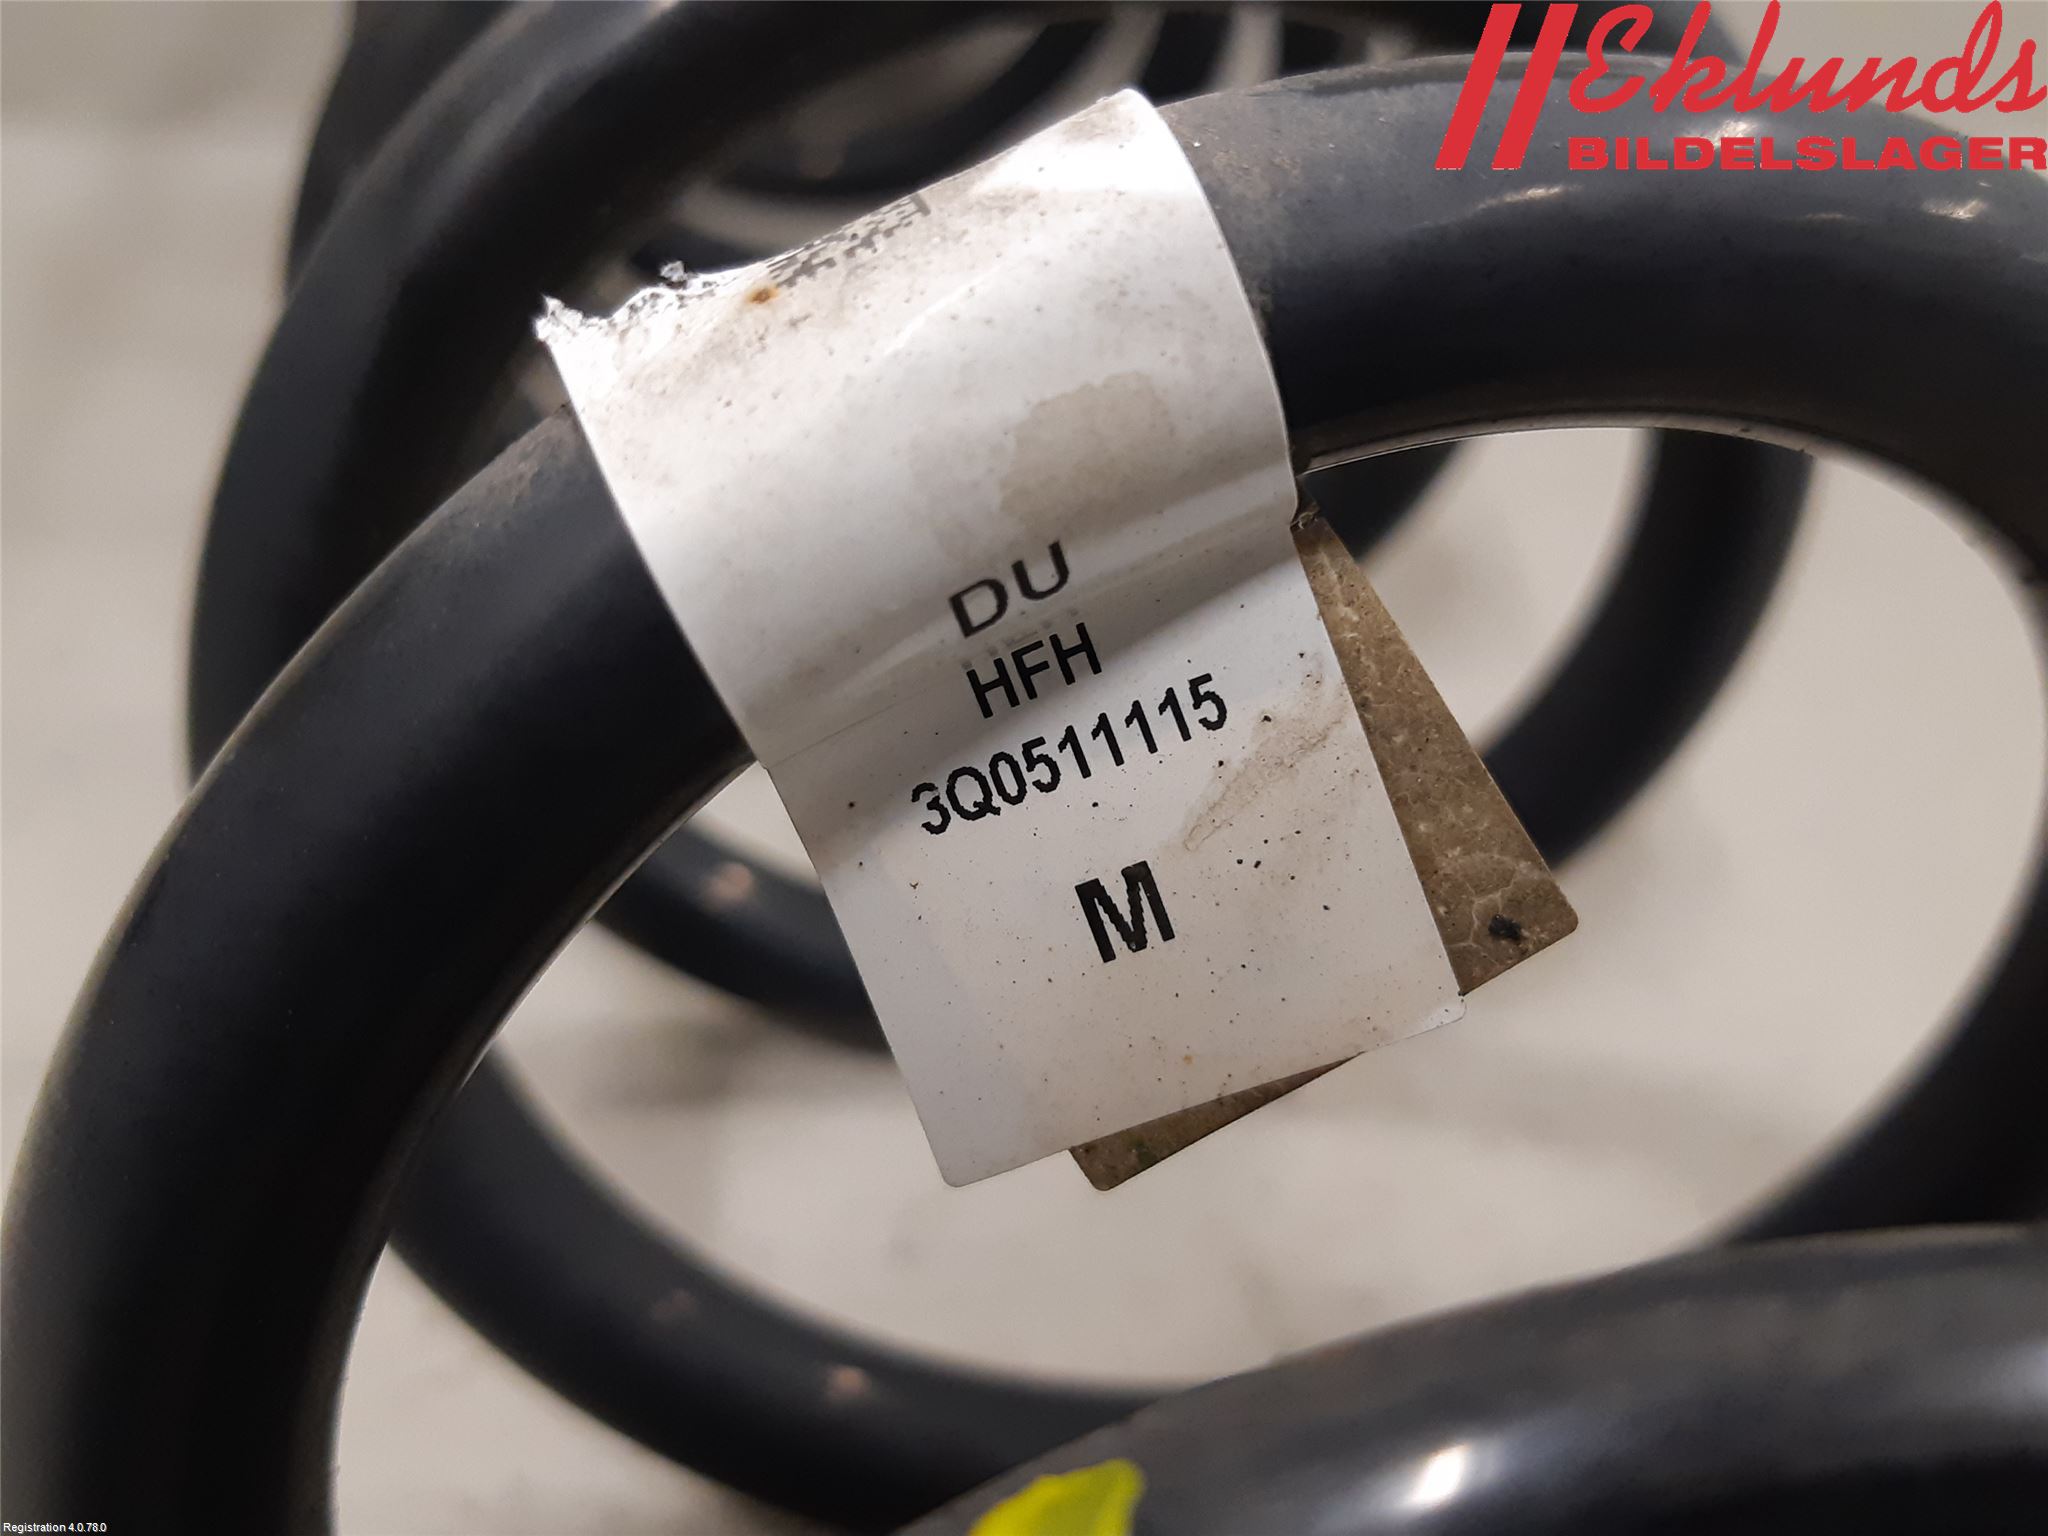 Eklunds
BILDELSLAGER
DU
HFH
3Q0511115
M
Registration 4.0.78.0